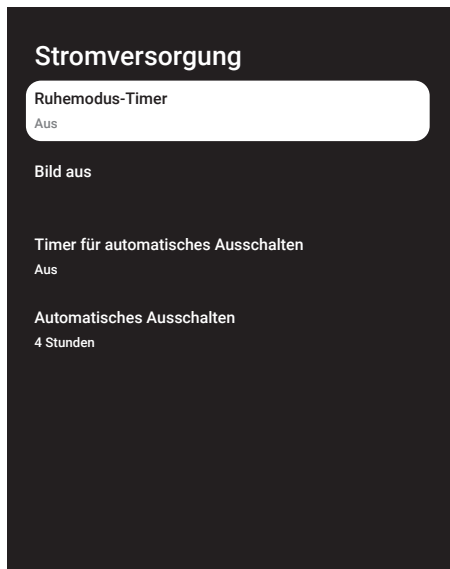 Stromversorgung
Ruhemodus-Timer
Aus
Bild aus
Timer für automatisches Ausschalten
Aus
Automatisches Ausschalten
4 Stunden